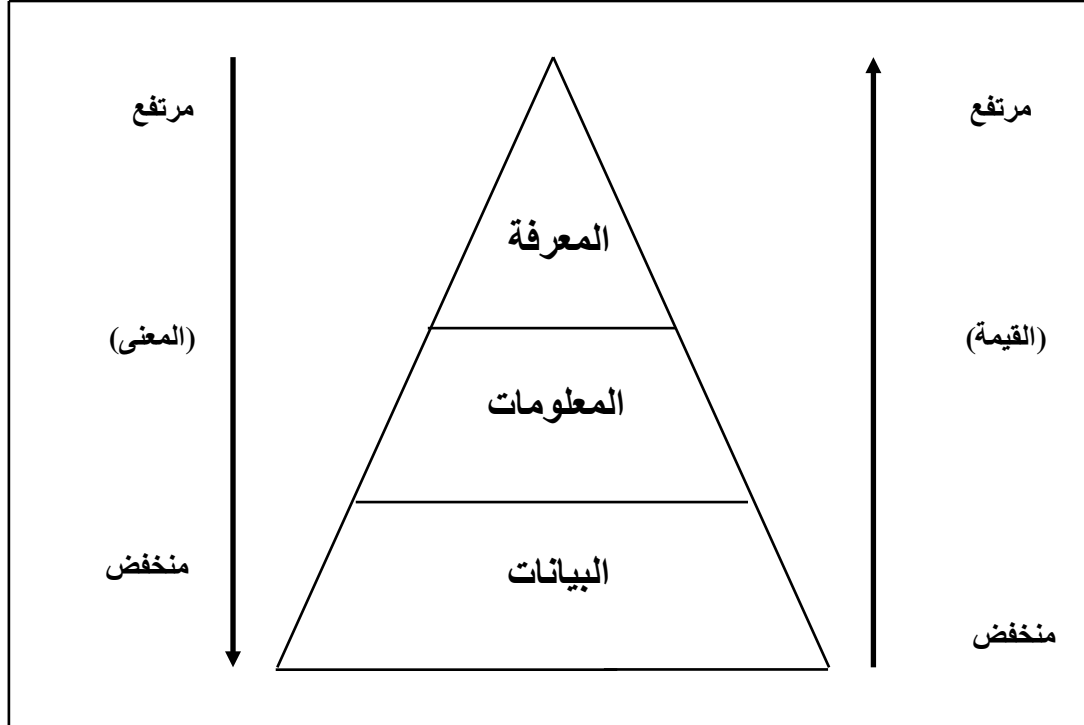 مرتفع
مرتفع
المعرفة
(القيمة)
(المعنى)
المعلومات
البيانات
منخفض
منخفض